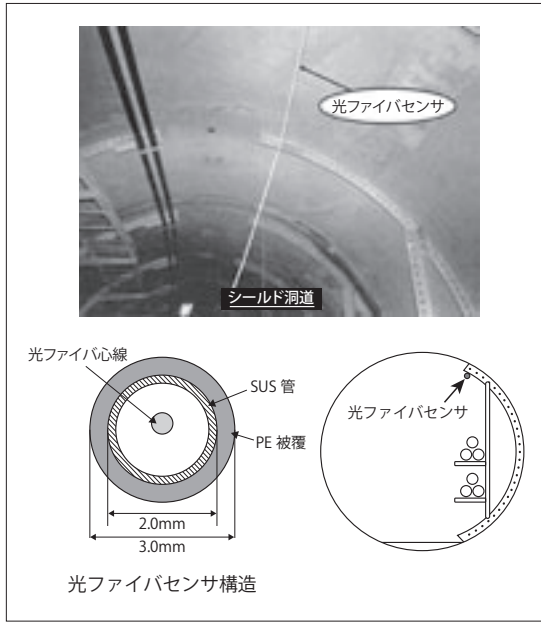 光ファイバセンサ
シールド洞道
光ファイバ心線
SUS 管
PE 被覆
2.0mm
3.0mm
光ファイバセンサ
光ファイバセンサ構造